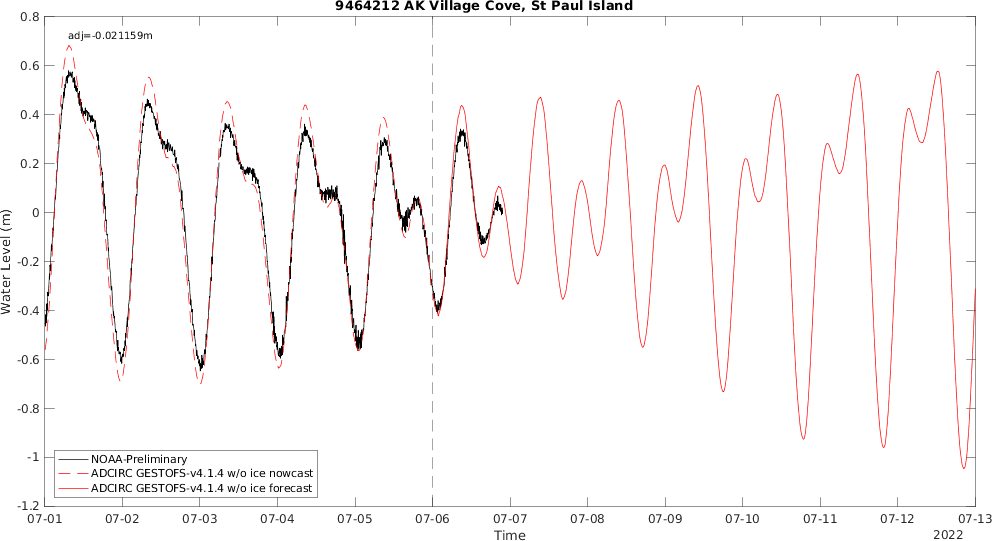 9464212 AK Village Cove, St Paul Island
adj=-0.021159m
0.8
0.6
0.4
0.2
0
-0.2
-0.4
-0.6
-0.8
-1
-1.2
Water Level (m)
NOAA-Preliminary
ADCIRC GESTOFS-v4.1.4 w/o ice nowcast
ADCIRC GESTOFS-v4.1.4 w/o ice forecast
07-01 07-02 07-03 07-04 07-05 07-06 07-07 07-08 07-09 07-10 07-11 07-12 07-13
Time
2022